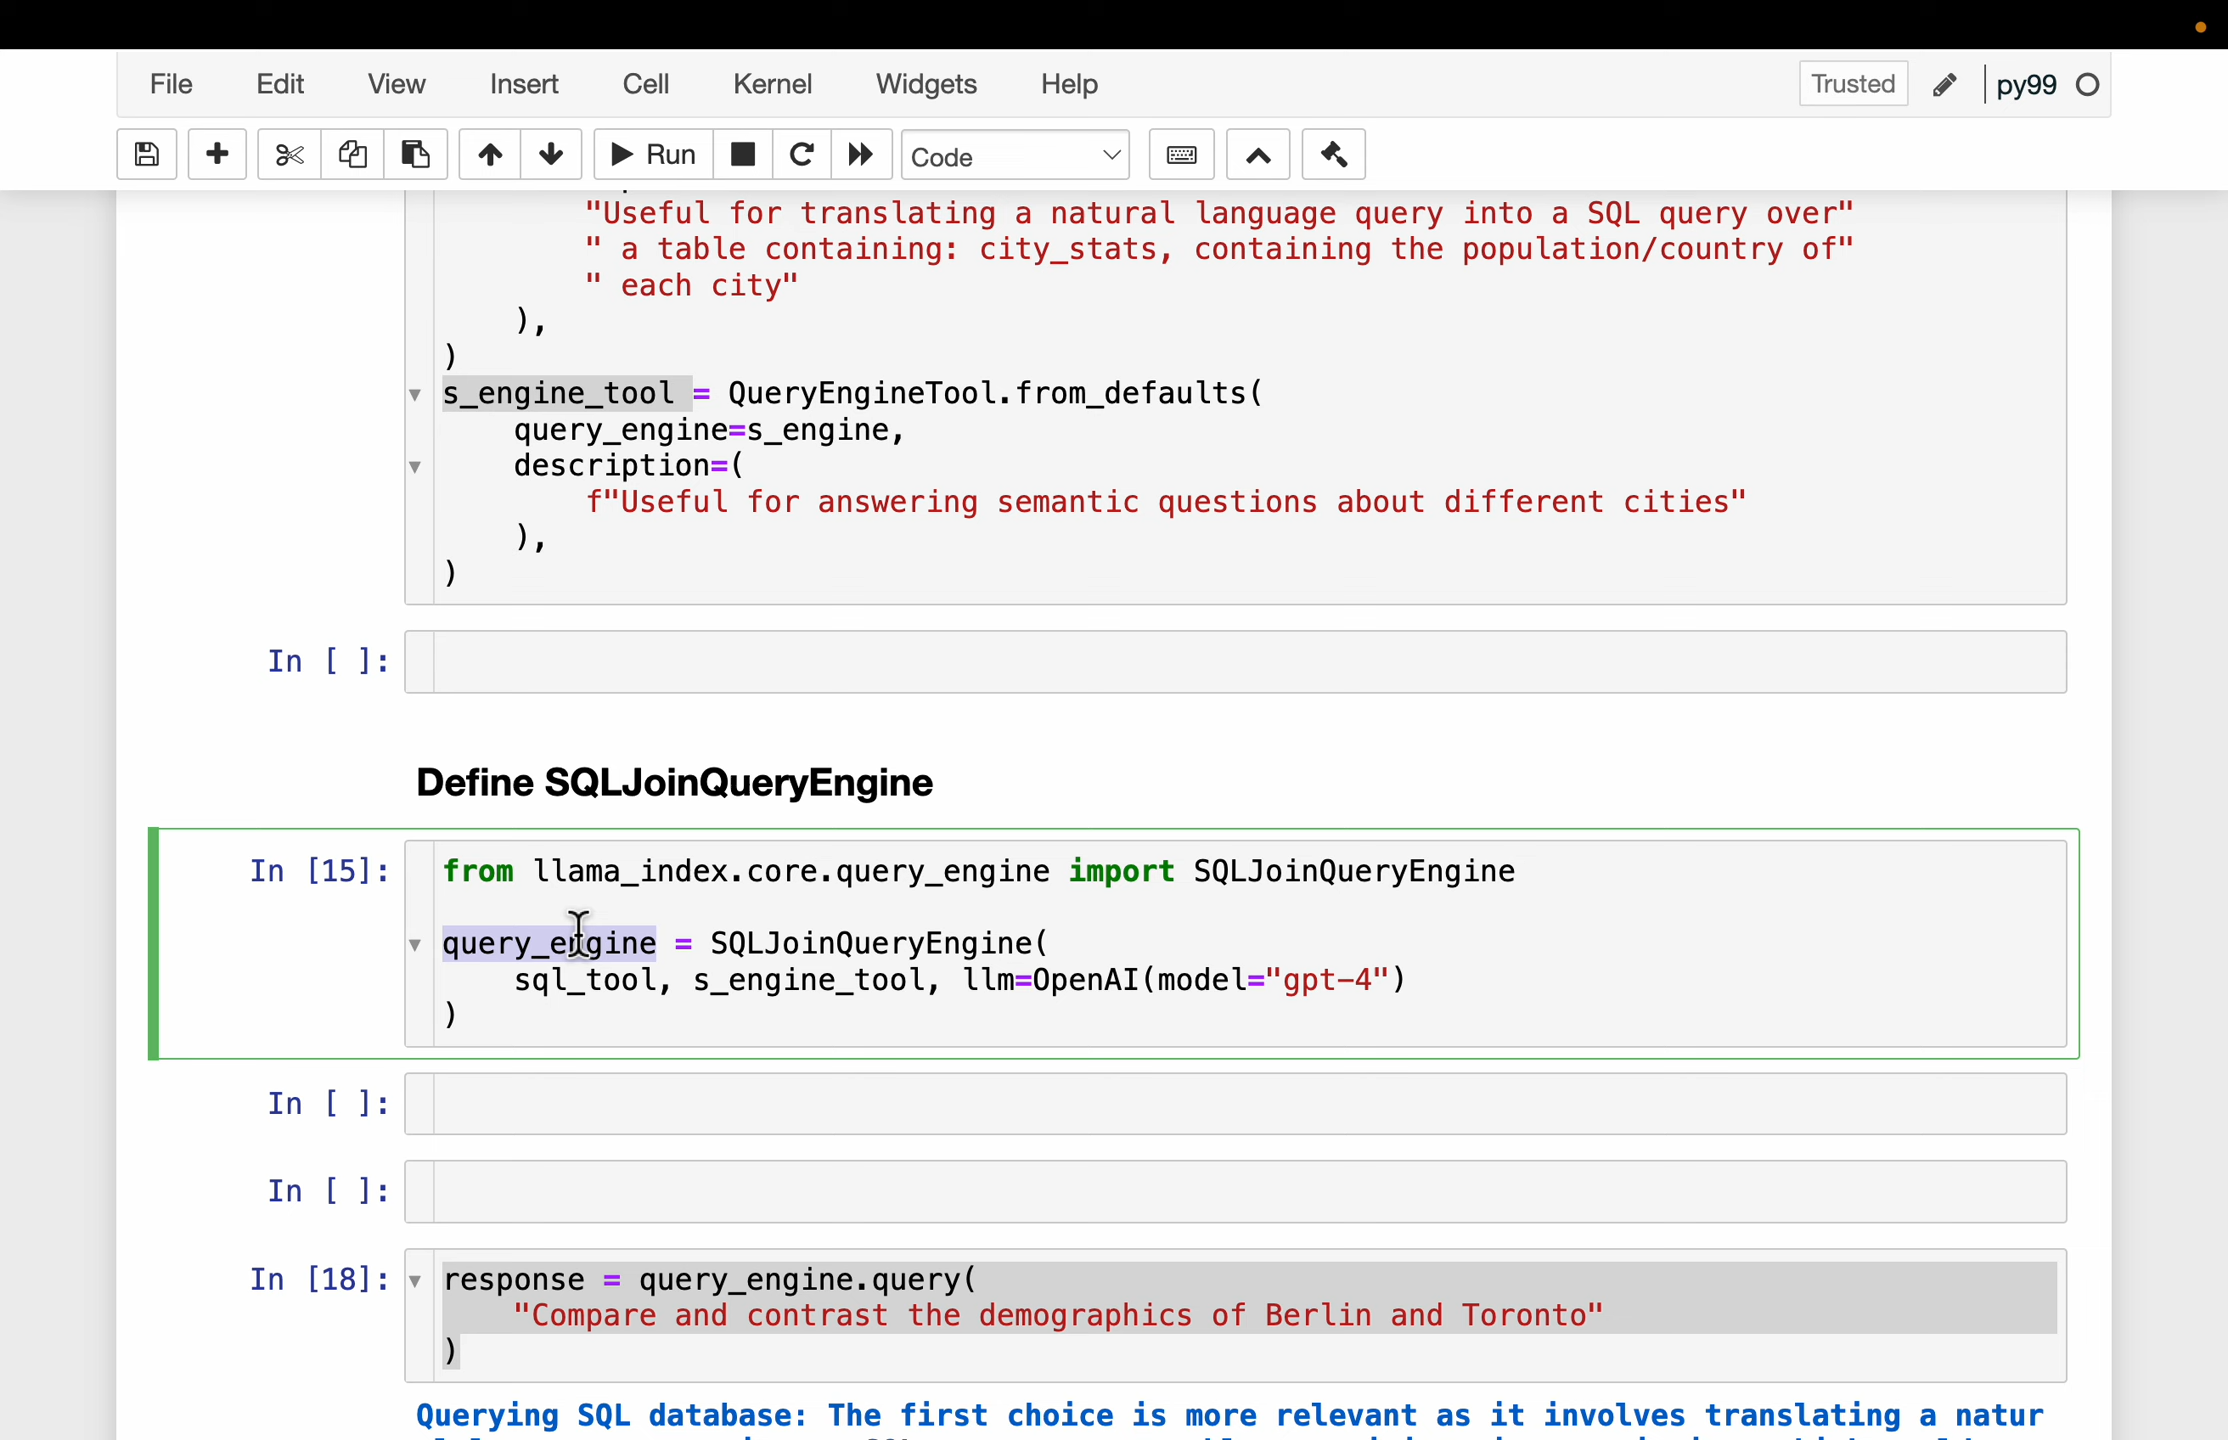 File Edit View Insert Cell Kernel Widgets Help Trusted py99
Run Code
"Useful for translating a natural language query into a SQL query over"
" a table containing: city_stats, containing the population/country of"
" each city"
),
)
s_engine_tool = QueryEngineTool.from_defaults(
query_engine=s_engine,
description=(
f"Useful for answering semantic questions about different cities"
),
)
In [ ]:
Define SQLJoinQueryEngine
In [15]: from llama_index.core.query_engine import SQLJoinQueryEngine
query_engine = SQLJoinQueryEngine(
sql_tool, s_engine_tool, llm=OpenAI(model="gpt-4")
)
In [ ]:
In [ ]:
In [18]: response = query_engine.query(
"Compare and contrast the demographics of Berlin and Toronto"
)
Querying SQL database: The first choice is more relevant as it involves translating a natur